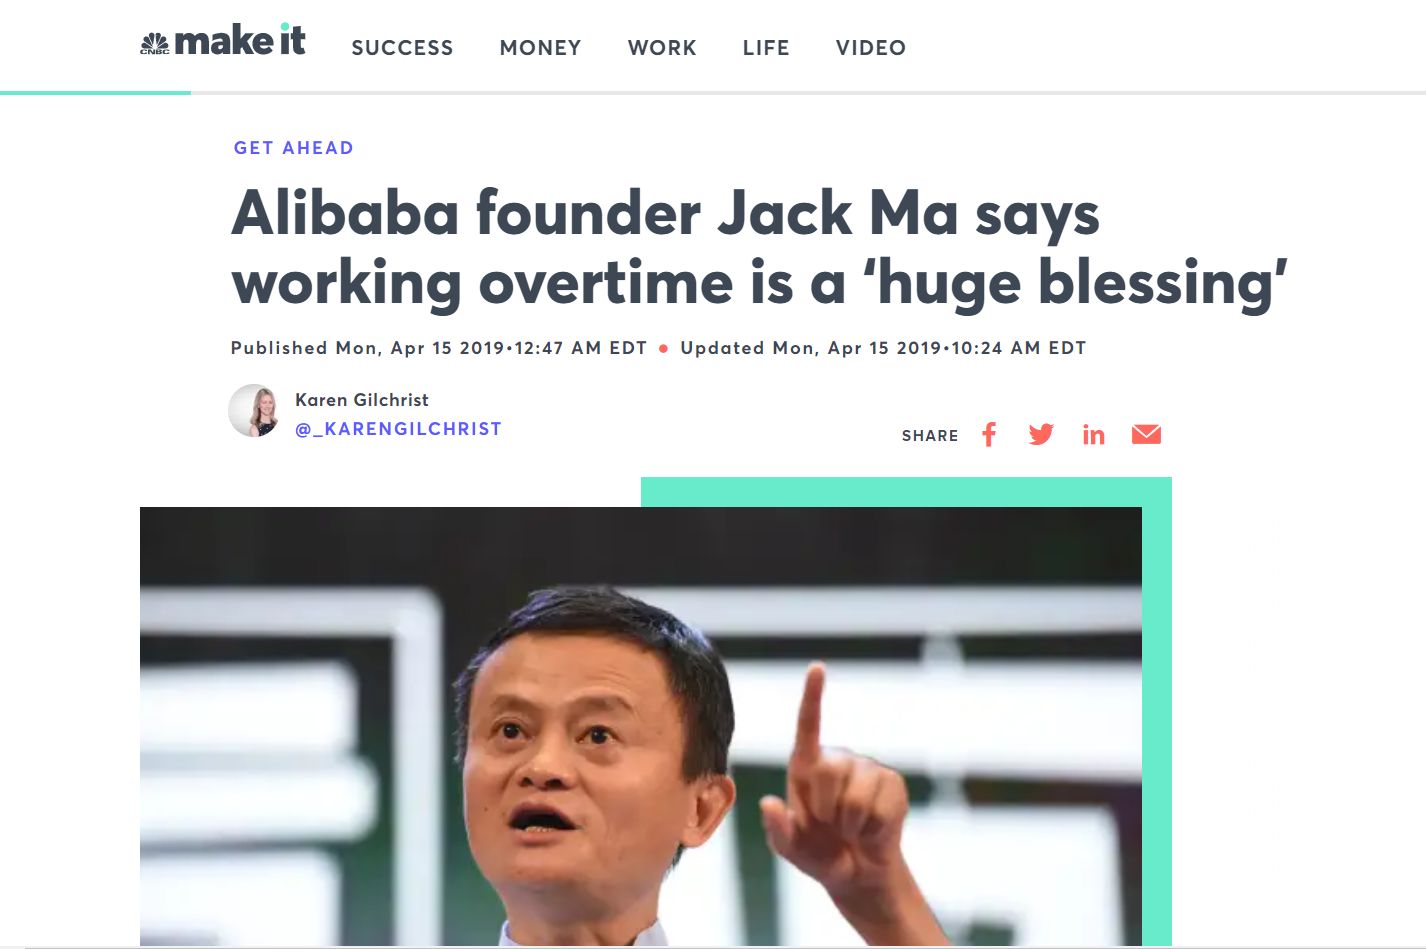 CNBC make it SUCCESS MONEY WORK LIFE VIDEO
GET AHEAD
Alibaba founder Jack Ma says
working overtime is a ‘huge blessing’
Published Mon, Apr 15 2019•12:47 AM EDT • Updated Mon, Apr 15 2019•10:24 AM EDT
Karen Gilchrist
@_KARENGILCHRIST
SHARE